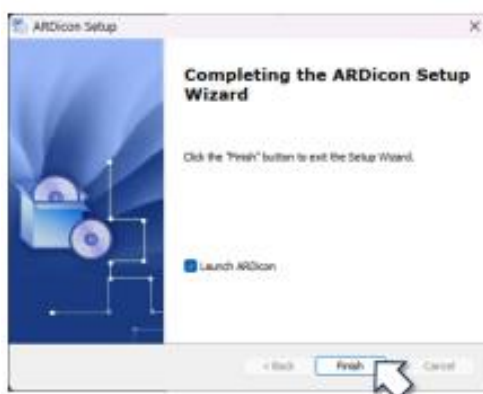 ARDicon Setup
Completing the ARDicon Setup
Wizard
Click the "Finish" button to exit the Setup Wizard.
Launch ARDicon
< Back Finish Cancel